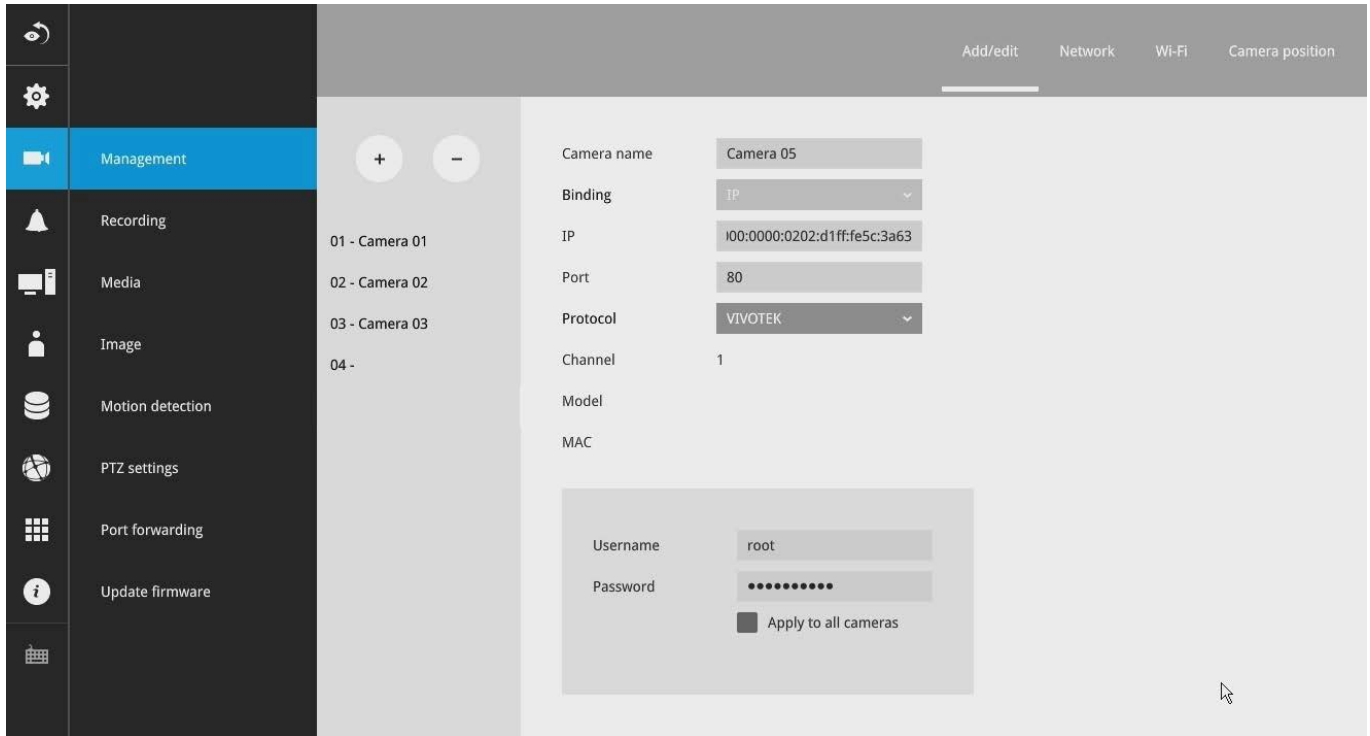 Add/edit Network Wi-Fi Camera position
Management
Recording
Media
Image
Motion detection
PTZ settings
Port forwarding
Update firmware
+ −
01 - Camera 01
02 - Camera 02
03 - Camera 03
04 -
Camera name Camera 05
Binding IP
IP 00:0000:0202:d1ff:fe5c:3a63
Port 80
Protocol VIVOTEK
Channel 1
Model
MAC
Username root
Password ••••••••••
Apply to all cameras